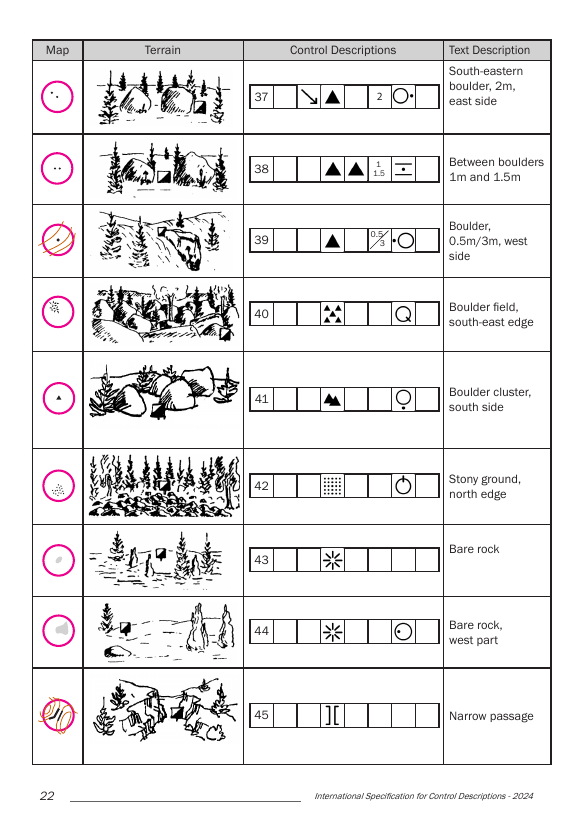 Map Terrain Control Descriptions Text Description
37 2
South-eastern
boulder, 2m,
east side
38 1
1.5
Between boulders
1m and 1.5m
39 0.5/3
Boulder,
0.5m/3m, west
side
40
Boulder field,
south-east edge
41
Boulder cluster,
south side
42
Stony ground,
north edge
43
Bare rock
44
Bare rock,
west part
45
Narrow passage
22 International Specification for Control Descriptions - 2024